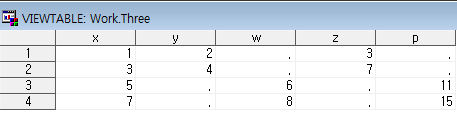 VIEWTABLE: Work.Three
x y w z p
1 1 2 . 3 .
2 3 4 . 7 .
3 5 . 6 . 11
4 7 . 8 . 15